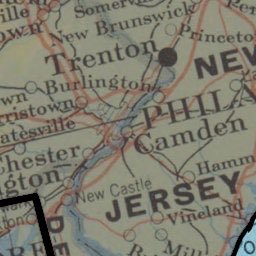 Somerv
New Brunswick
own
Princeto
Trenton
NEW
Burlington
own
rristown
PHILA
atesville
Camden
Chester
gton
Hamm
New Castle
JERSEY
Vineland
DE
Mill